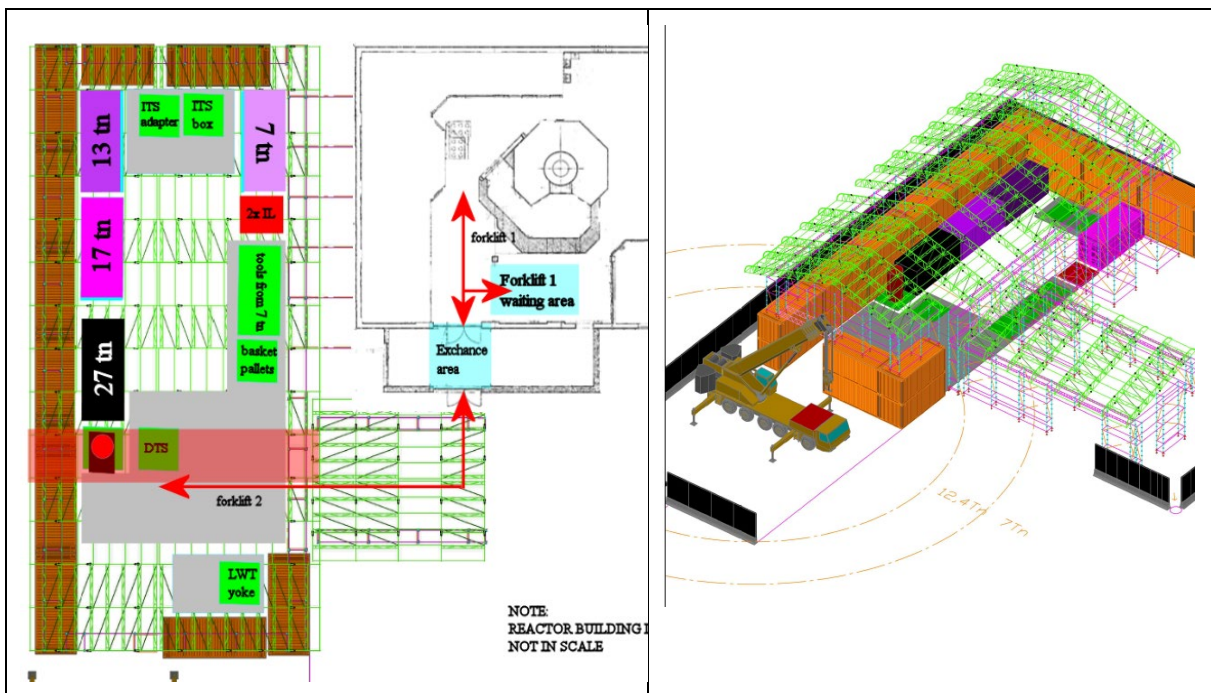 ITS
adapter
ITS
box
13 tn
7 tn
17 tn
2x IL
tools from 7 tn
basket
pallets
27 tn
DTS
forklift 2
LWT
yoke
forklift 1
Forklift 1
waiting area
Exchance
area
NOTE:
REACTOR BUILDING I
NOT IN SCALE
12.4Tn
7Tn